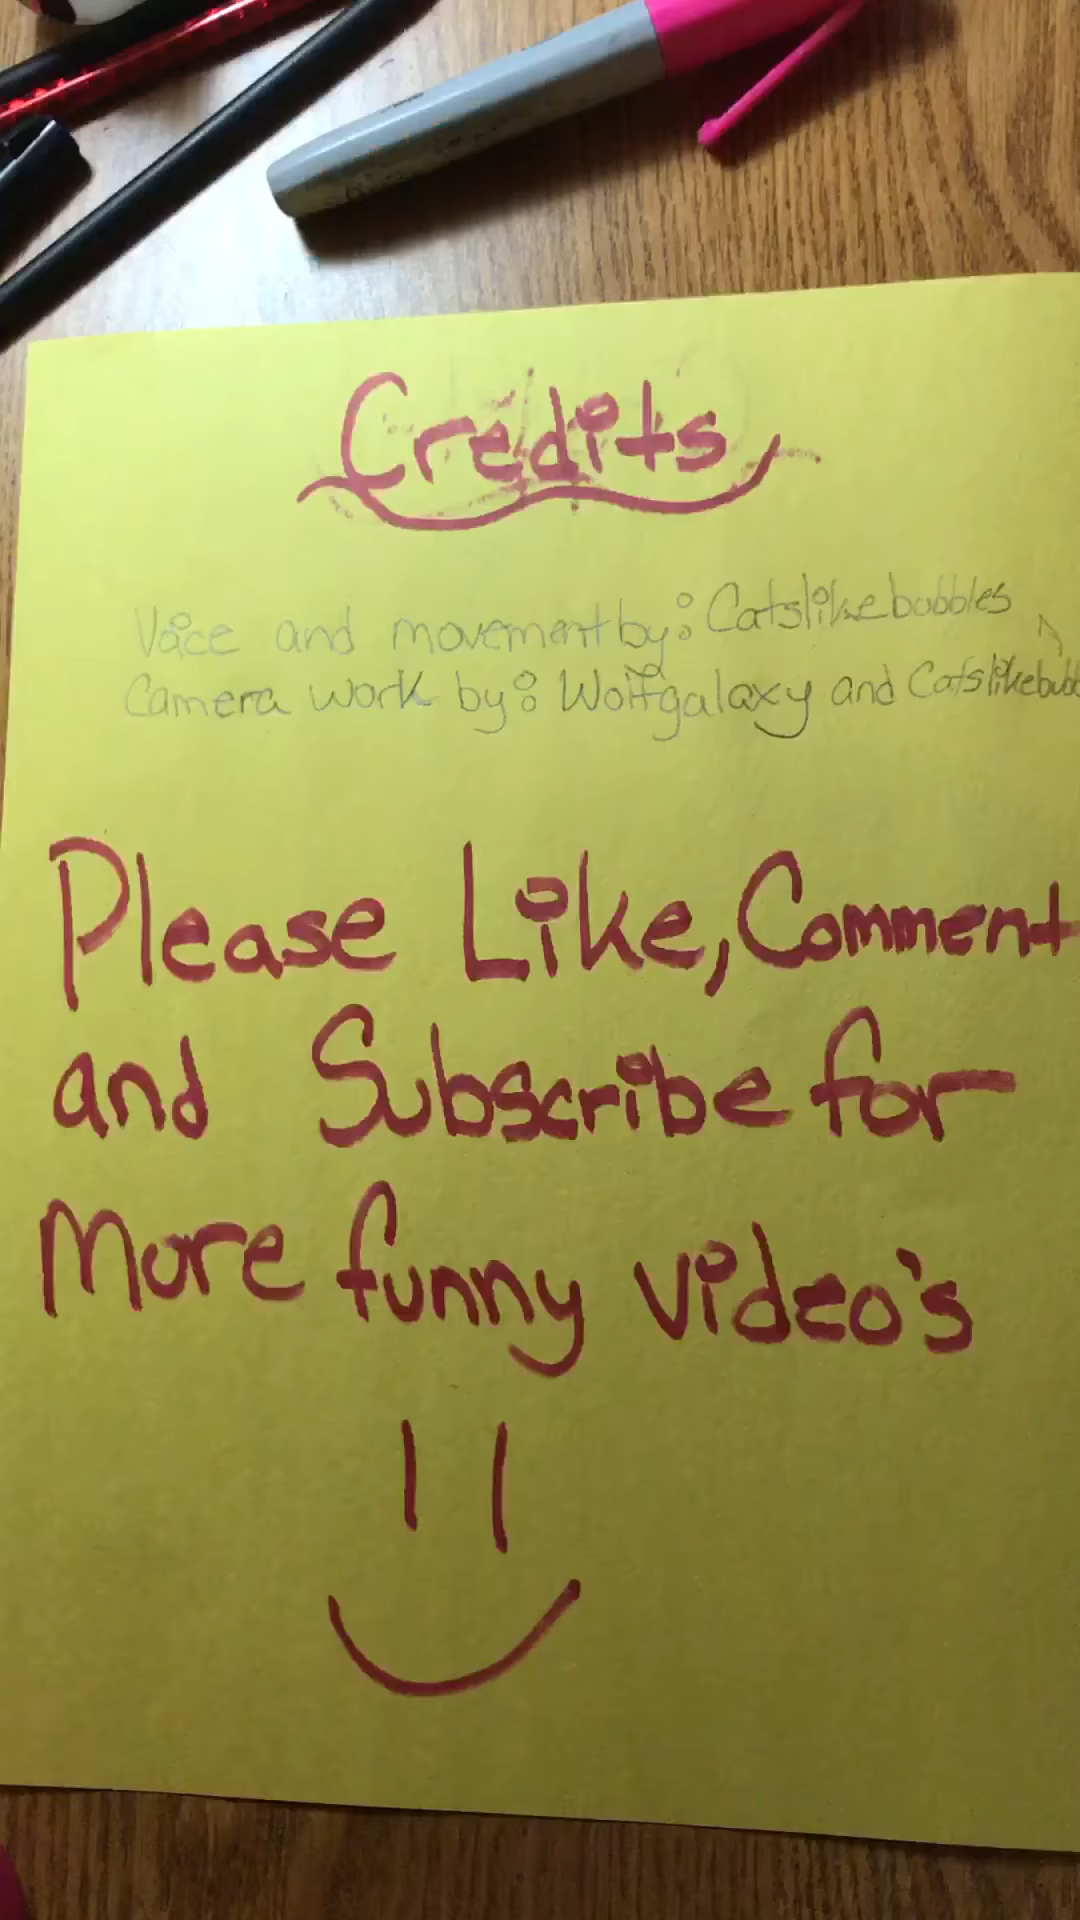 Credits
Voice and movement by: Catslikebubbles
Camera work by: Wolfgalaxy and Catslikebubb
Please Like, Comment
and Subscribe for
More funny video's